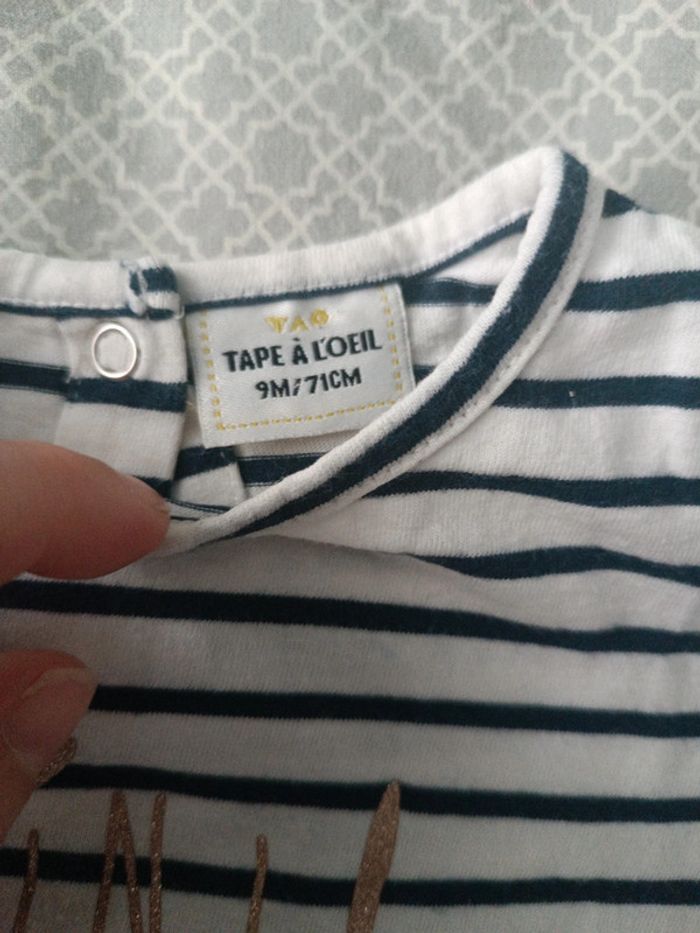 TAO
TAPE À L'OEIL
9M/71CM